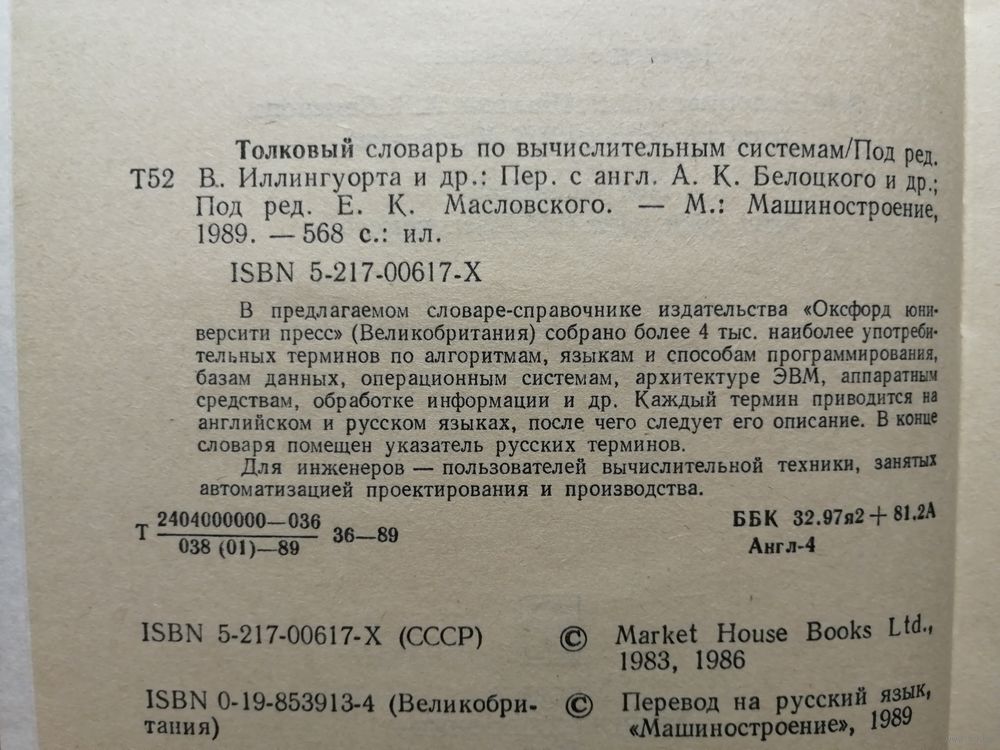 Толковый словарь по вычислительным системам/Под ред.
Т52 В. Иллингуорта и др.: Пер. с англ. А. К. Белоцкого и др.;
Под ред. Е. К. Масловского. — М.: Машиностроение,
1989. — 568 с.: ил.
ISBN 5-217-00617-X
В предлагаемом словаре-справочнике издательства «Оксфорд юни-
верситі пресс» (Великобритания) собрано более 4 тыс. наиболее употреби-
тельных терминов по алгоритмам, языкам и способам программирования,
базам данных, операционным системам, архитектуре ЭВМ, аппаратным
средствам, обработке информации и др. Каждый термин приводится на
английском и русском языках, после чего следует его описание. В конце
словаря помещен указатель русских терминов.
Для инженеров — пользователей вычислительной техники, занятых
автоматизацией проектирования и производства.
Т 2404000000—036
038 (01)—89 36—89
ББК 32.97я2 + 81.2А
Англ-4
ISBN 5-217-00617-X (СССР)
© Market House Books Ltd.,
1983, 1986
ISBN 0-19-853913-4 (Великобри-
тания)
© Перевод на русский язык,
«Машиностроение», 1989